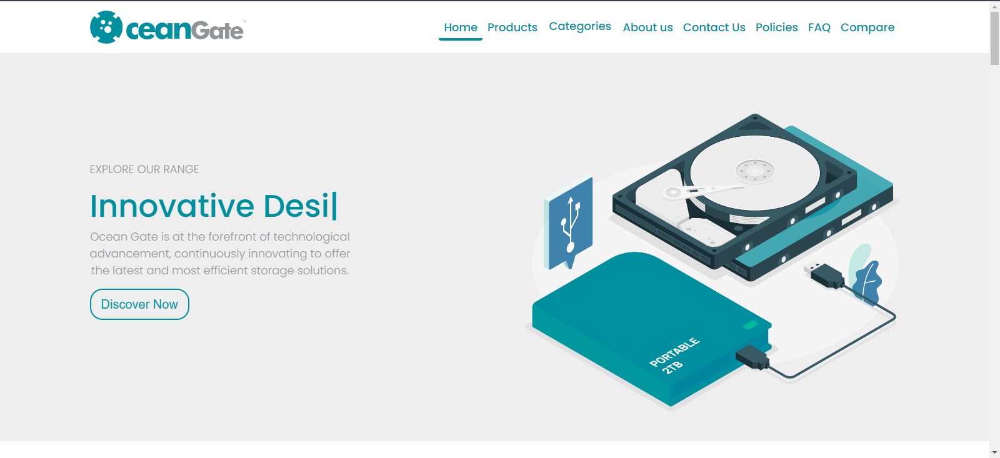 ceanGate™
Home Products Categories About us Contact Us Policies FAQ Compare
EXPLORE OUR RANGE
Innovative Desi|
Ocean Gate is at the forefront of technological
advancement, continuously innovating to offer
the latest and most efficient storage solutions.
Discover Now
PORTABLE
2TB